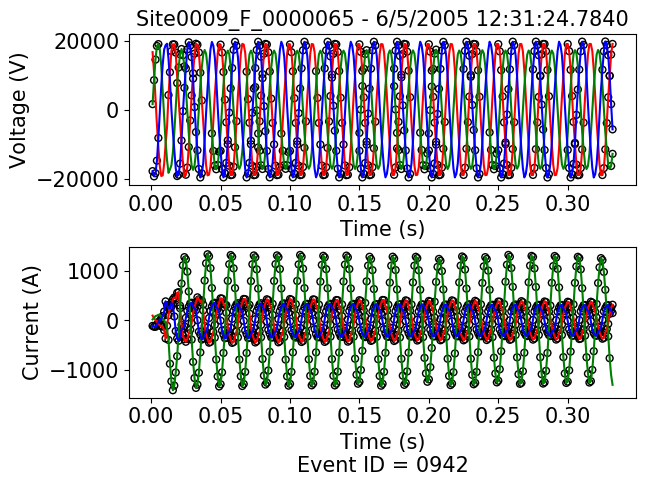 Site0009_F_0000065 - 6/5/2005 12:31:24.7840
Voltage (V)
20000
0
−20000
0.00 0.05 0.10 0.15 0.20 0.25 0.30
Time (s)
Current (A)
1000
0
−1000
0.00 0.05 0.10 0.15 0.20 0.25 0.30
Time (s)
Event ID = 0942